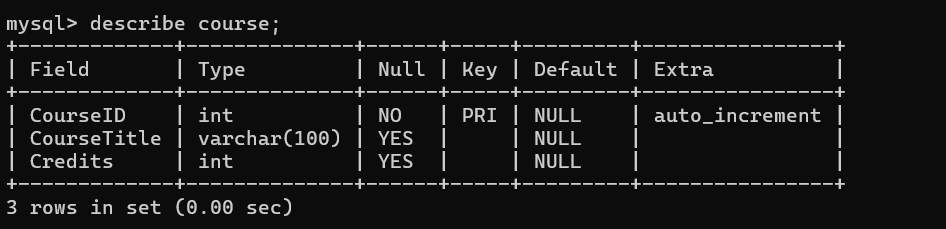 mysql> describe course;
+-------------+--------------+------+-----+---------+----------------+
| Field       | Type         | Null | Key | Default | Extra          |
+-------------+--------------+------+-----+---------+----------------+
| CourseID    | int          | NO   | PRI | NULL    | auto_increment |
| CourseTitle | varchar(100) | YES  |     | NULL    |                |
| Credits     | int          | YES  |     | NULL    |                |
+-------------+--------------+------+-----+---------+----------------+
3 rows in set (0.00 sec)